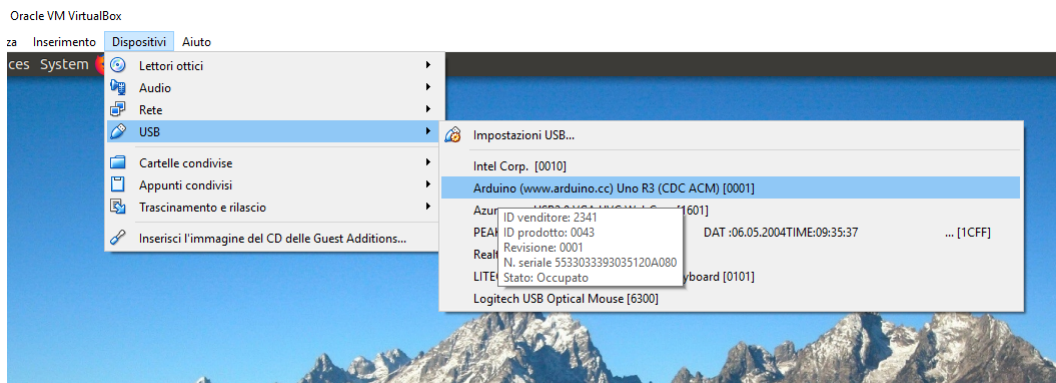 Oracle VM VirtualBox
za Inserimento Dispositivi Aiuto
ces System
Lettori ottici
Audio
Rete
USB
Cartelle condivise
Appunti condivisi
Trascinamento e rilascio
Inserisci l'immagine del CD delle Guest Additions...
Impostazioni USB...
Intel Corp. [0010]
Arduino (www.arduino.cc) Uno R3 (CDC ACM) [0001]
Azur [1601]
PEA DAT :06.05.2004TIME:09:35:37 ... [1CFF]
Realt
LITE yboard [0101]
Logitech USB Optical Mouse [6300]
ID venditore: 2341
ID prodotto: 0043
Revisione: 0001
N. seriale 5533033393035120A080
Stato: Occupato